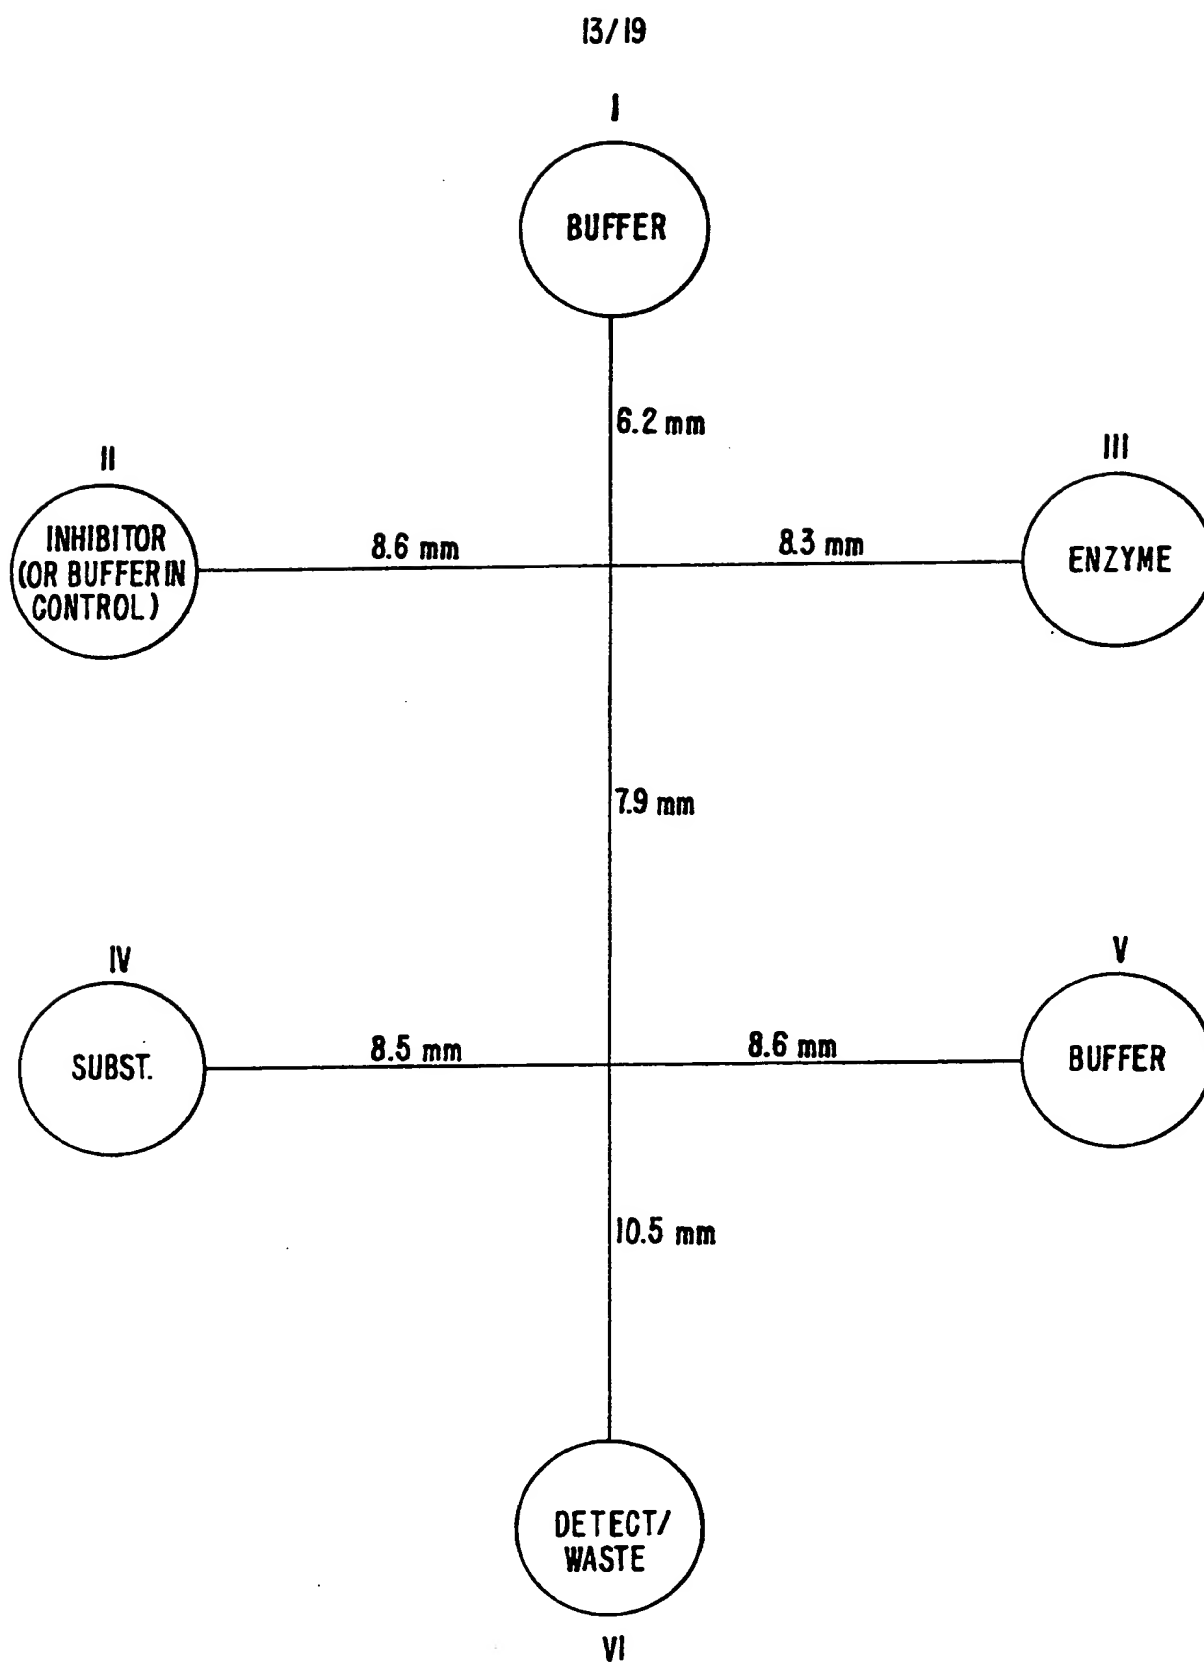 13/19
I
BUFFER
6.2 mm
II
III
INHIBITOR
(OR BUFFER IN
CONTROL)
8.6 mm
8.3 mm
ENZYME
7.9 mm
IV
V
SUBST.
8.5 mm
8.6 mm
BUFFER
10.5 mm
DETECT/
WASTE
VI